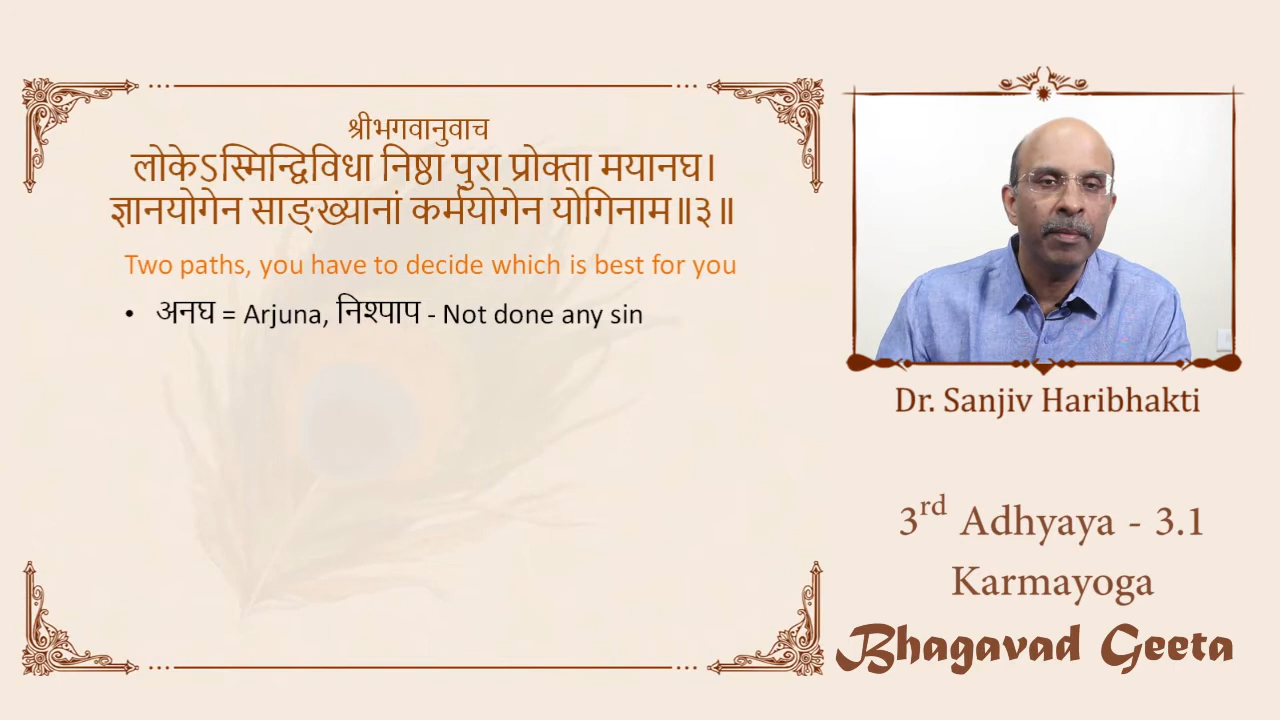 श्रीभगवानुवाच
लोकेऽस्मिन्द्विविधा निष्ठा पुरा प्रोक्ता मयानघ।
ज्ञानयोगेन साङ्ख्यानां कर्मयोगेन योगिनाम॥३॥
Two paths, you have to decide which is best for you
• अनघ = Arjuna, निश्पाप - Not done any sin
Dr. Sanjiv Haribhakti
3rd Adhyaya - 3.1
Karmayoga
Bhagavad Geeta